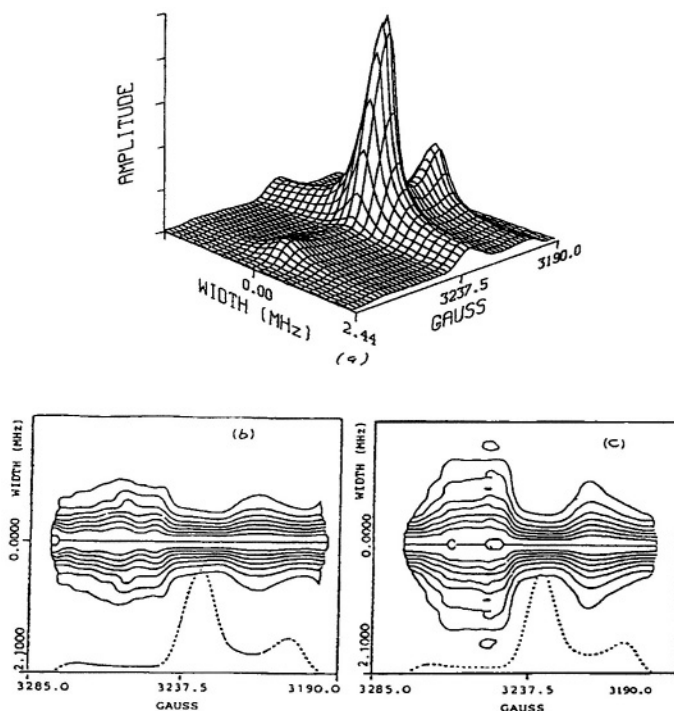 AMPLITUDE
WIDTH (MHz)
0.00
2.44
GAUSS
3237.5
3190.0
(a)
(b)
WIDTH (MHz)
0.0000
2.1000
3285.0 3237.5 3190.0
GAUSS
(c)
WIDTH (MHz)
0.0000
2.1000
3285.0 3237.5 3190.0
GAUSS